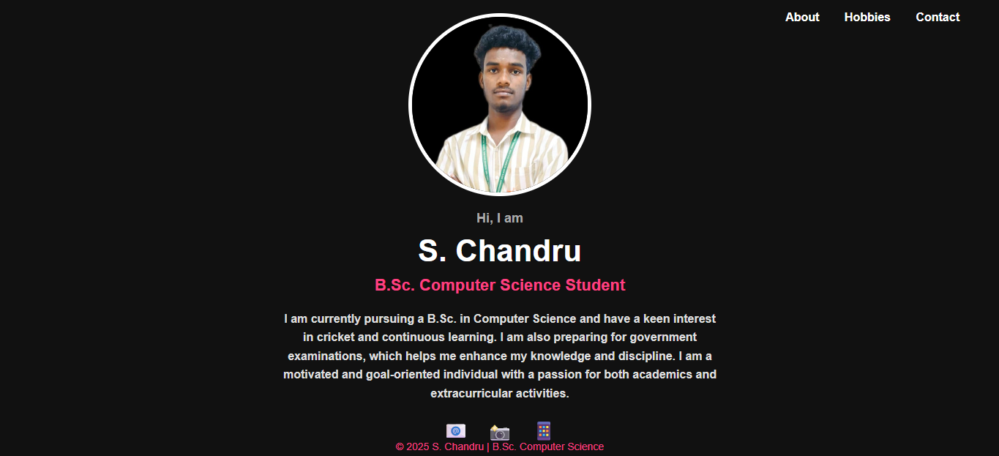 About Hobbies Contact
Hi, I am
S. Chandru
B.Sc. Computer Science Student
I am currently pursuing a B.Sc. in Computer Science and have a keen interest
in cricket and continuous learning. I am also preparing for government
examinations, which helps me enhance my knowledge and discipline. I am a
motivated and goal-oriented individual with a passion for both academics and
extracurricular activities.
© 2025 S. Chandru | B.Sc. Computer Science